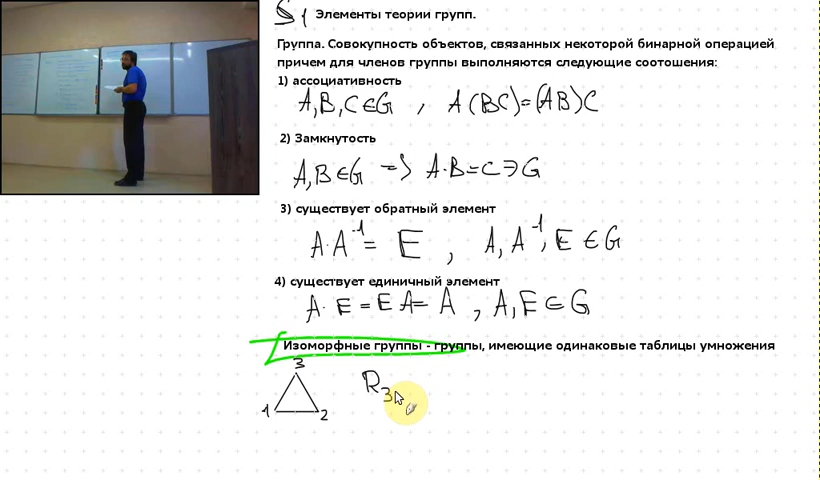 §1 Элементы теории групп.
Группа. Совокупность объектов, связанных некоторой бинарной операцией
причем для членов группы выполняются следующие соотошения:
1) ассоциативность
A,B,C∈G , A(BC)=(AB)C
2) Замкнутость
A,B∈G => A·B=C∋G
3) существует обратный элемент
A·A⁻¹= E , A, A⁻¹, E ∈ G
4) существует единичный элемент
A·E=EA=A , A,E∈G
Изоморфные группы - группы, имеющие одинаковые таблицы умножения
3
R₃
1 2